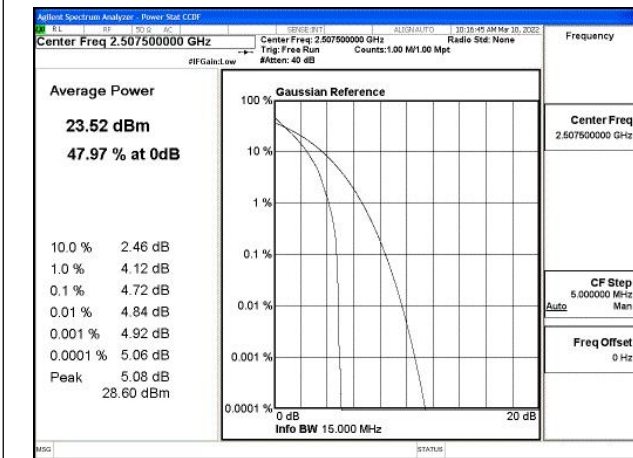 Agilent Spectrum Analyzer - Power Stat CCDF
RL RF 50 Ω AC SENSE:INT ALIGN AUTO 10:16:45 AM Mar 10, 2022
Center Freq 2.507500000 GHz
Center Freq: 2.507500000 GHz Radio Std: None
Trig: Free Run Counts:1.00 M/1.00 Mpt
#IFGain:Low #Atten: 40 dB
Frequency
Average Power
23.52 dBm
47.97 % at 0dB
10.0 % 2.46 dB
1.0 % 4.12 dB
0.1 % 4.72 dB
0.01 % 4.84 dB
0.001 % 4.92 dB
0.0001 % 5.06 dB
Peak 5.08 dB
28.60 dBm
Gaussian Reference
100 %
10 %
1 %
0.1 %
0.01 %
0.001 %
0.0001 %
0 dB 20 dB
Info BW 15.000 MHz
Center Freq
2.507500000 GHz
CF Step
5.000000 MHz
Auto Man
Freq Offset
0 Hz
MSG STATUS